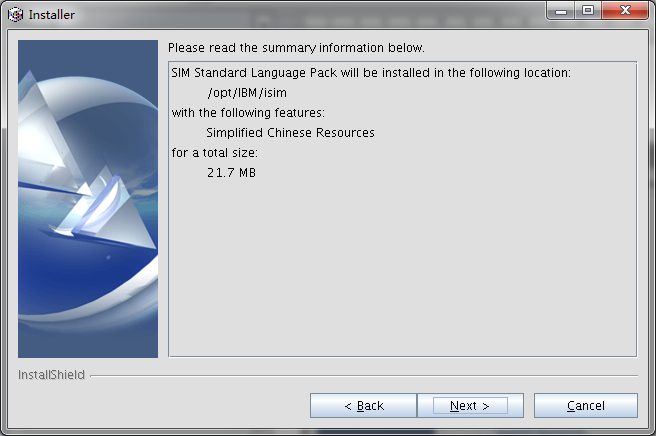 Installer
Please read the summary information below.
SIM Standard Language Pack will be installed in the following location:
/opt/IBM/isim
with the following features:
Simplified Chinese Resources
for a total size:
21.7 MB
InstallShield
< Back
Next >
Cancel